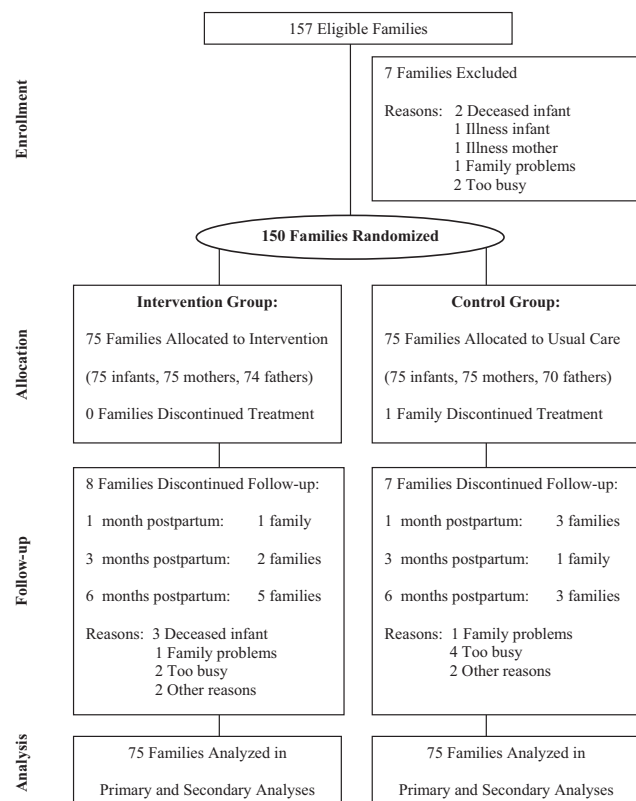 157 Eligible Families
Enrollment
7 Families Excluded
Reasons: 2 Deceased infant
1 Illness infant
1 Illness mother
1 Family problems
2 Too busy
150 Families Randomized
Allocation
Intervention Group:
75 Families Allocated to Intervention
(75 infants, 75 mothers, 74 fathers)
0 Families Discontinued Treatment
Control Group:
75 Families Allocated to Usual Care
(75 infants, 75 mothers, 70 fathers)
1 Family Discontinued Treatment
Follow-up
8 Families Discontinued Follow-up:
1 month postpartum: 1 family
3 months postpartum: 2 families
6 months postpartum: 5 families
Reasons: 3 Deceased infant
1 Family problems
2 Too busy
2 Other reasons
7 Families Discontinued Follow-up:
1 month postpartum: 3 families
3 months postpartum: 1 family
6 months postpartum: 3 families
Reasons: 1 Family problems
4 Too busy
2 Other reasons
Analysis
75 Families Analyzed in
Primary and Secondary Analyses
75 Families Analyzed in
Primary and Secondary Analyses